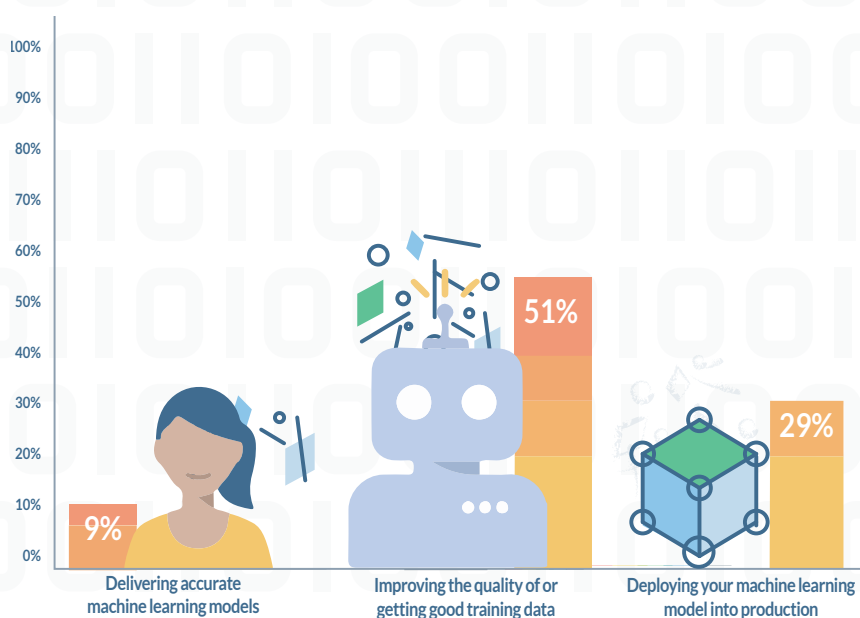 100%
90%
80%
70%
60%
50%
40%
30%
20%
10%
0%
9%
51%
29%
Delivering accurate
machine learning models
Improving the quality of or
getting good training data
Deploying your machine learning
model into production